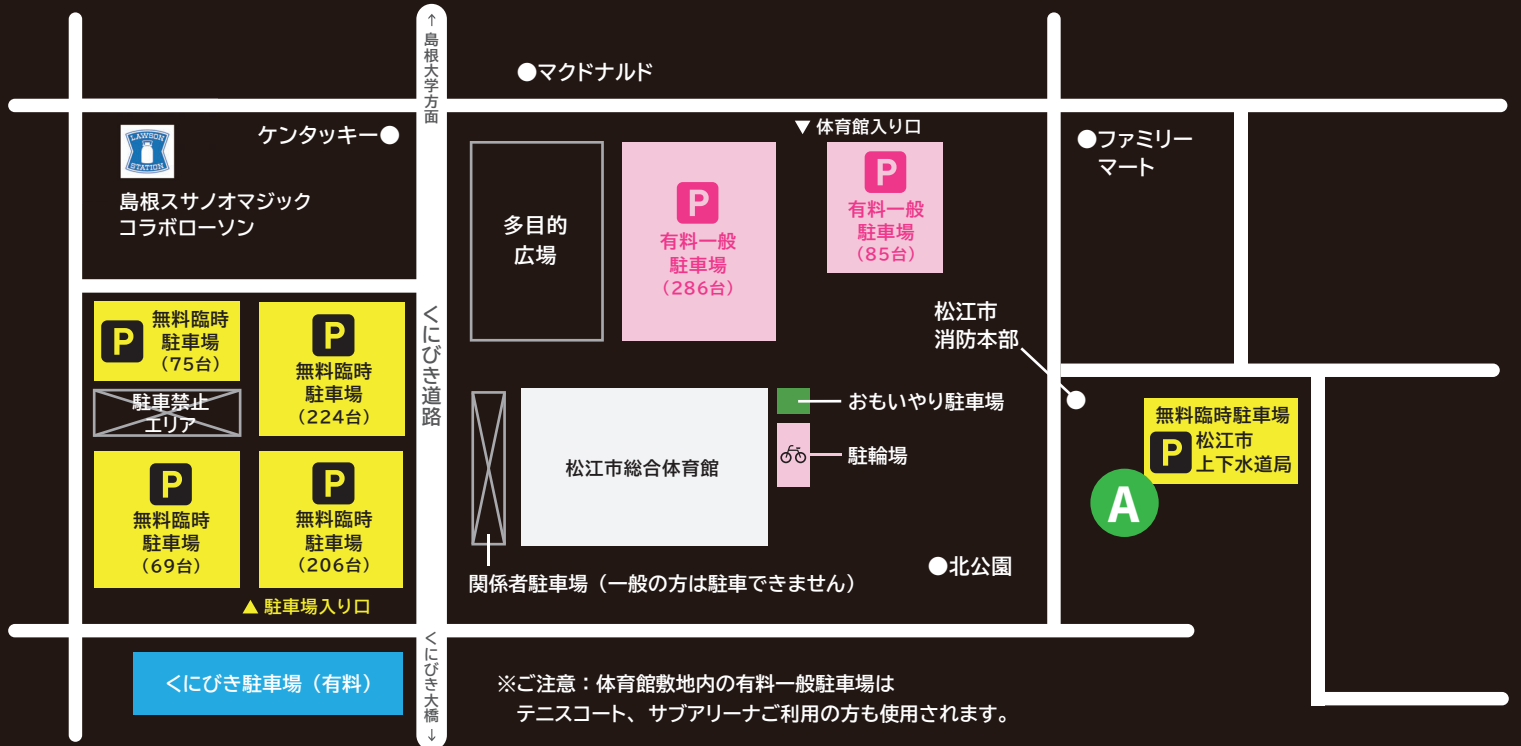 ↑島根大学方面
●マクドナルド
LAWSON
STATION
ケンタッキー●
島根スサノオマジック
コラボローソン
▼ 体育館入り口
●ファミリー
マート
多目的
広場
P
有料一般
駐車場
(286台)
P
有料一般
駐車場
(85台)
くにびき道路
P
無料臨時
駐車場
(75台)
P
無料臨時
駐車場
(224台)
駐車禁止
エリア
P
無料臨時
駐車場
(69台)
P
無料臨時
駐車場
(206台)
▲ 駐車場入り口
松江市
消防本部
松江市総合体育館
おもいやり駐車場
駐輪場
無料臨時駐車場
P
松江市
上下水道局
A
関係者駐車場（一般の方は駐車できません）
●北公園
くにびき駐車場（有料）
くにびき大橋↓
※ご注意：体育館敷地内の有料一般駐車場は
テニスコート、サブアリーナご利用の方も使用されます。